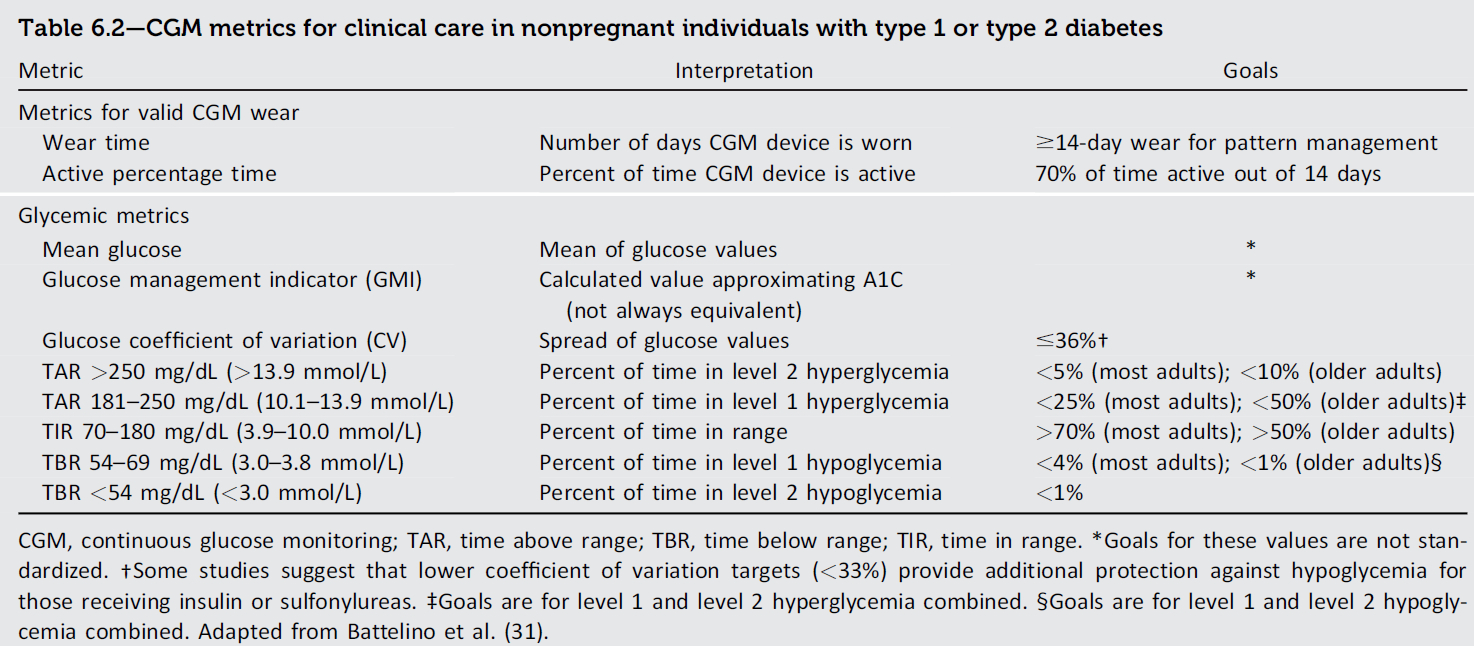 Table 6.2—CGM metrics for clinical care in nonpregnant individuals with type 1 or type 2 diabetes
Metric Interpretation Goals
Metrics for valid CGM wear
Wear time Number of days CGM device is worn ≥14-day wear for pattern management
Active percentage time Percent of time CGM device is active 70% of time active out of 14 days
Glycemic metrics
Mean glucose Mean of glucose values *
Glucose management indicator (GMI) Calculated value approximating A1C *
(not always equivalent)
Glucose coefficient of variation (CV) Spread of glucose values ≤36%†
TAR >250 mg/dL (>13.9 mmol/L) Percent of time in level 2 hyperglycemia <5% (most adults); <10% (older adults)
TAR 181–250 mg/dL (10.1–13.9 mmol/L) Percent of time in level 1 hyperglycemia <25% (most adults); <50% (older adults)‡
TIR 70–180 mg/dL (3.9–10.0 mmol/L) Percent of time in range >70% (most adults); >50% (older adults)
TBR 54–69 mg/dL (3.0–3.8 mmol/L) Percent of time in level 1 hypoglycemia <4% (most adults); <1% (older adults)§
TBR <54 mg/dL (<3.0 mmol/L) Percent of time in level 2 hypoglycemia <1%
CGM, continuous glucose monitoring; TAR, time above range; TBR, time below range; TIR, time in range. *Goals for these values are not stan-
dardized. †Some studies suggest that lower coefficient of variation targets (<33%) provide additional protection against hypoglycemia for
those receiving insulin or sulfonylureas. ‡Goals are for level 1 and level 2 hyperglycemia combined. §Goals are for level 1 and level 2 hypogly-
cemia combined. Adapted from Battelino et al. (31).